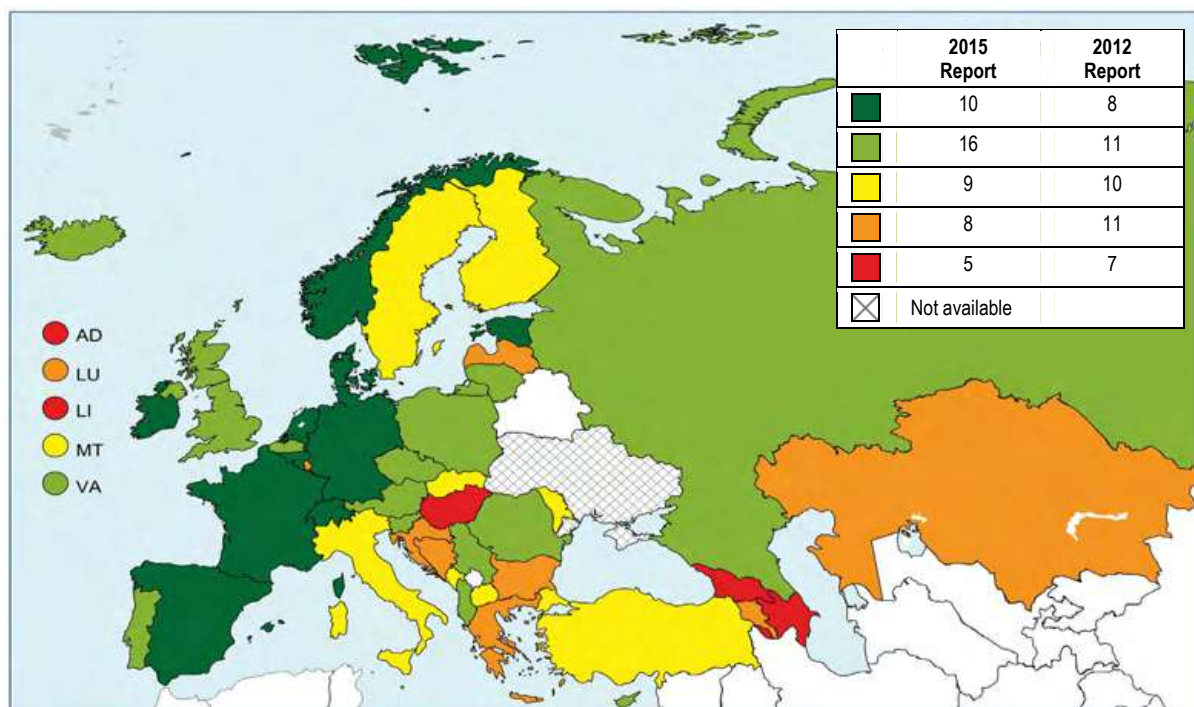 2015 Report 2012 Report
10 8
16 11
9 10
8 11
5 7
Not available
AD
LU
LI
MT
VA